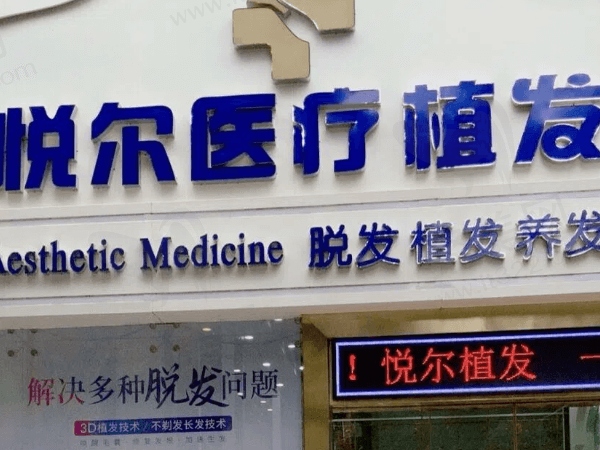 悦尔医疗植发
Aesthetic Medicine 脱发植发养发
解决多种脱发问题
3D植发技术/不剃发长发技术
！悦尔植发 一